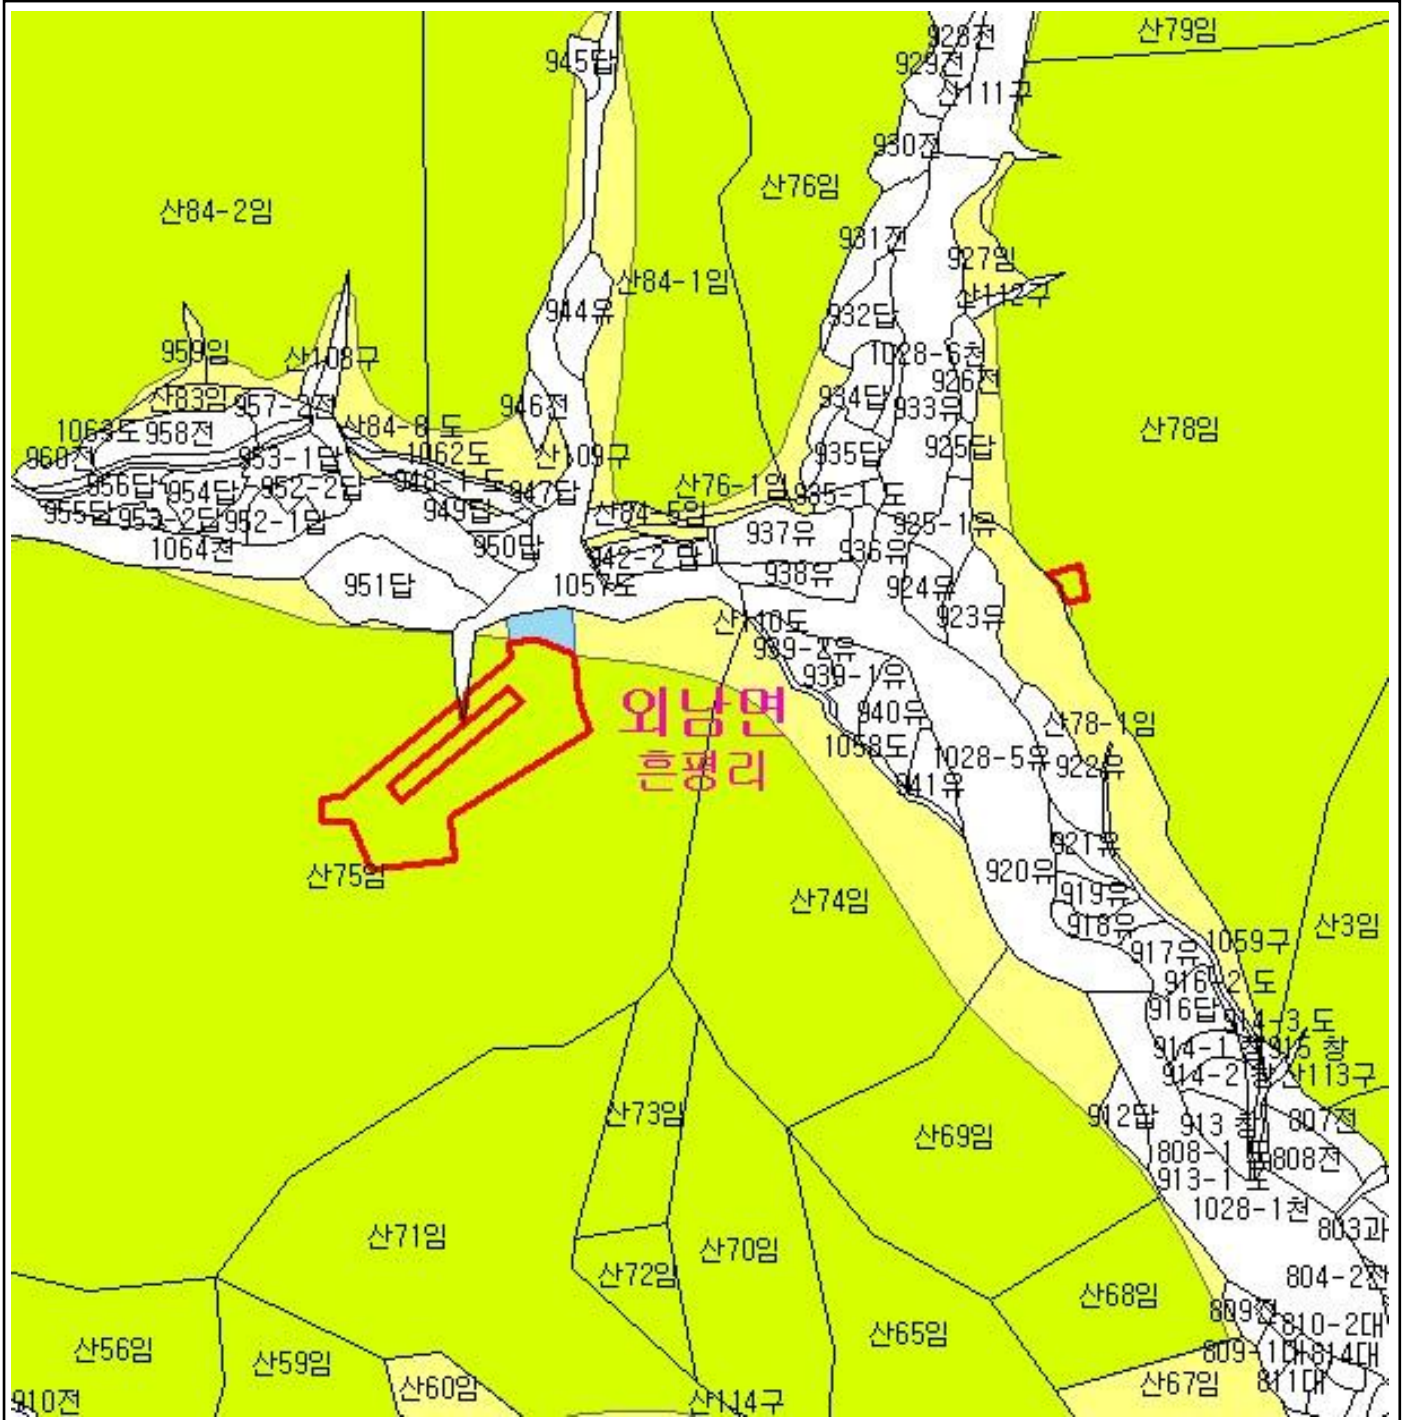 928전
산79임
945답
929전
산111구
930전
산76임
산84-2임
931전
927임
산84-1임
산112구
944유
932답
959임
산108구
1028-6천
926전
산83임
957-2전
946전
934답
933유
산84-8 도
산78임
1063도
958전
1062도
산109구
935답
925답
960전
953-1답
948-1 도
산76-1임
956답
954답
952-2답
947답
935-1 도
955답
953-2답
952-1답
949답
산84-5임
937유
925-1유
1064전
950답
942-2 답
936유
951답
1057도
938유
924유
923유
산110도
939-2유
939-1유
외남면
940유
산78-1임
흔평리
1058도
1028-5유
922유
941유
921유
산75임
920유
산74임
919유
918유
산3임
917유
1059구
916-2 도
916답
914-3 도
914-1 창
915 창
914-2 창
산113구
산73임
912답
913 창
807전
산69임
808-1 도
808전
913-1 도
1028-1천
산71임
803과
산70임
산72임
804-2전
산68임
809전
810-2대
산65임
산56임
산59임
809-1대
814대
산60임
산67임
811대
910전
산114구